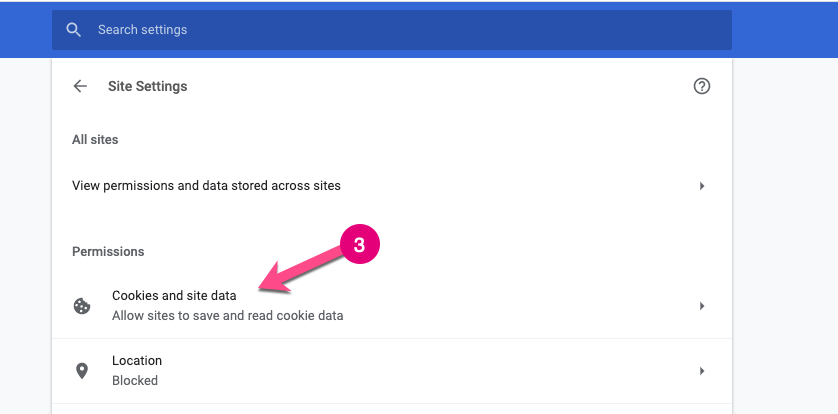 Search settings
Site Settings
All sites
View permissions and data stored across sites
Permissions
3
Cookies and site data
Allow sites to save and read cookie data
Location
Blocked